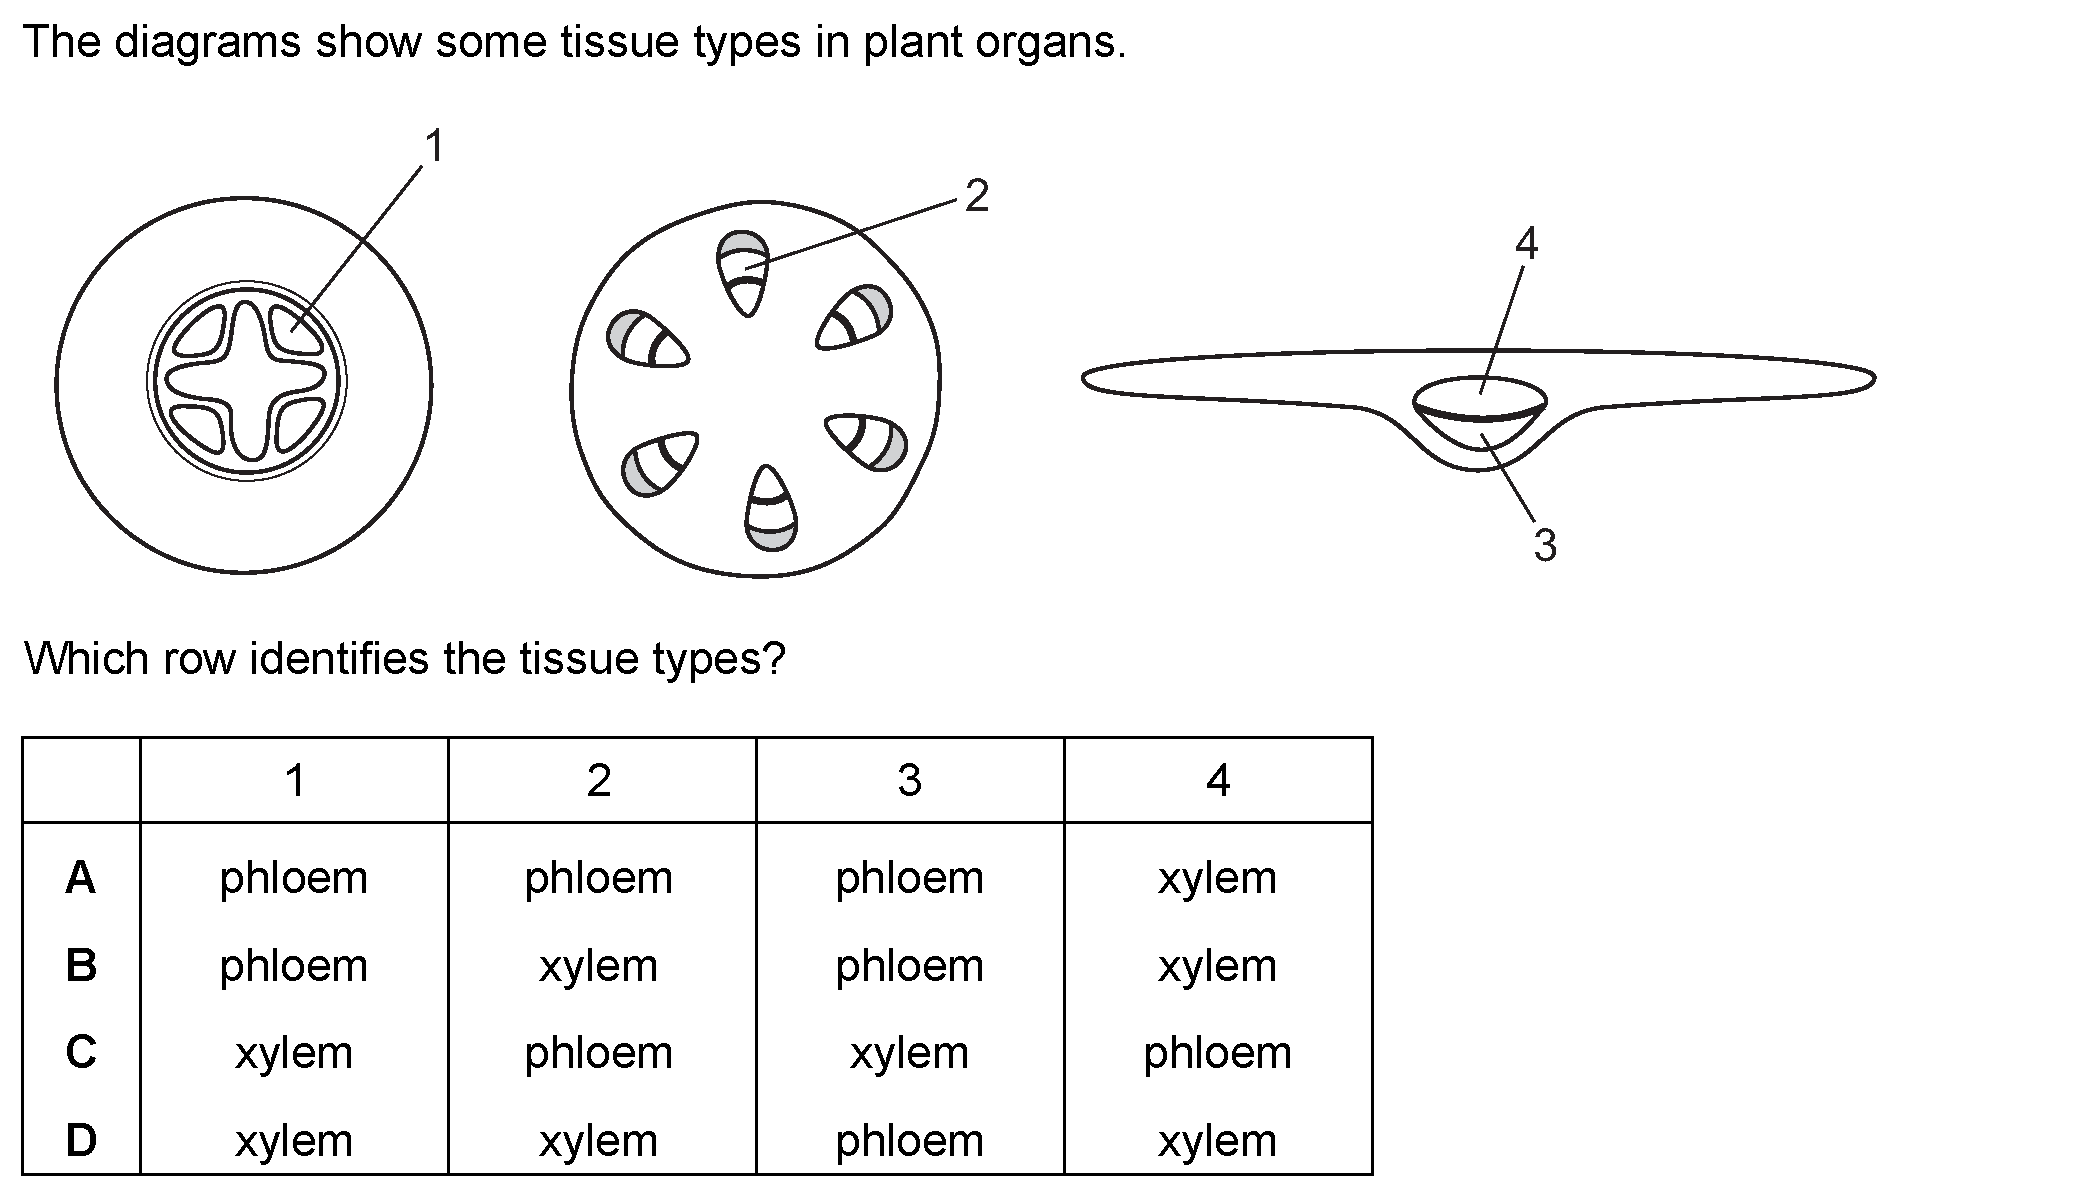 The diagrams show some tissue types in plant organs.
1
2
4
3
Which row identifies the tissue types?
1 2 3 4
A phloem phloem phloem xylem
B phloem xylem phloem xylem
C xylem phloem xylem phloem
D xylem xylem phloem xylem